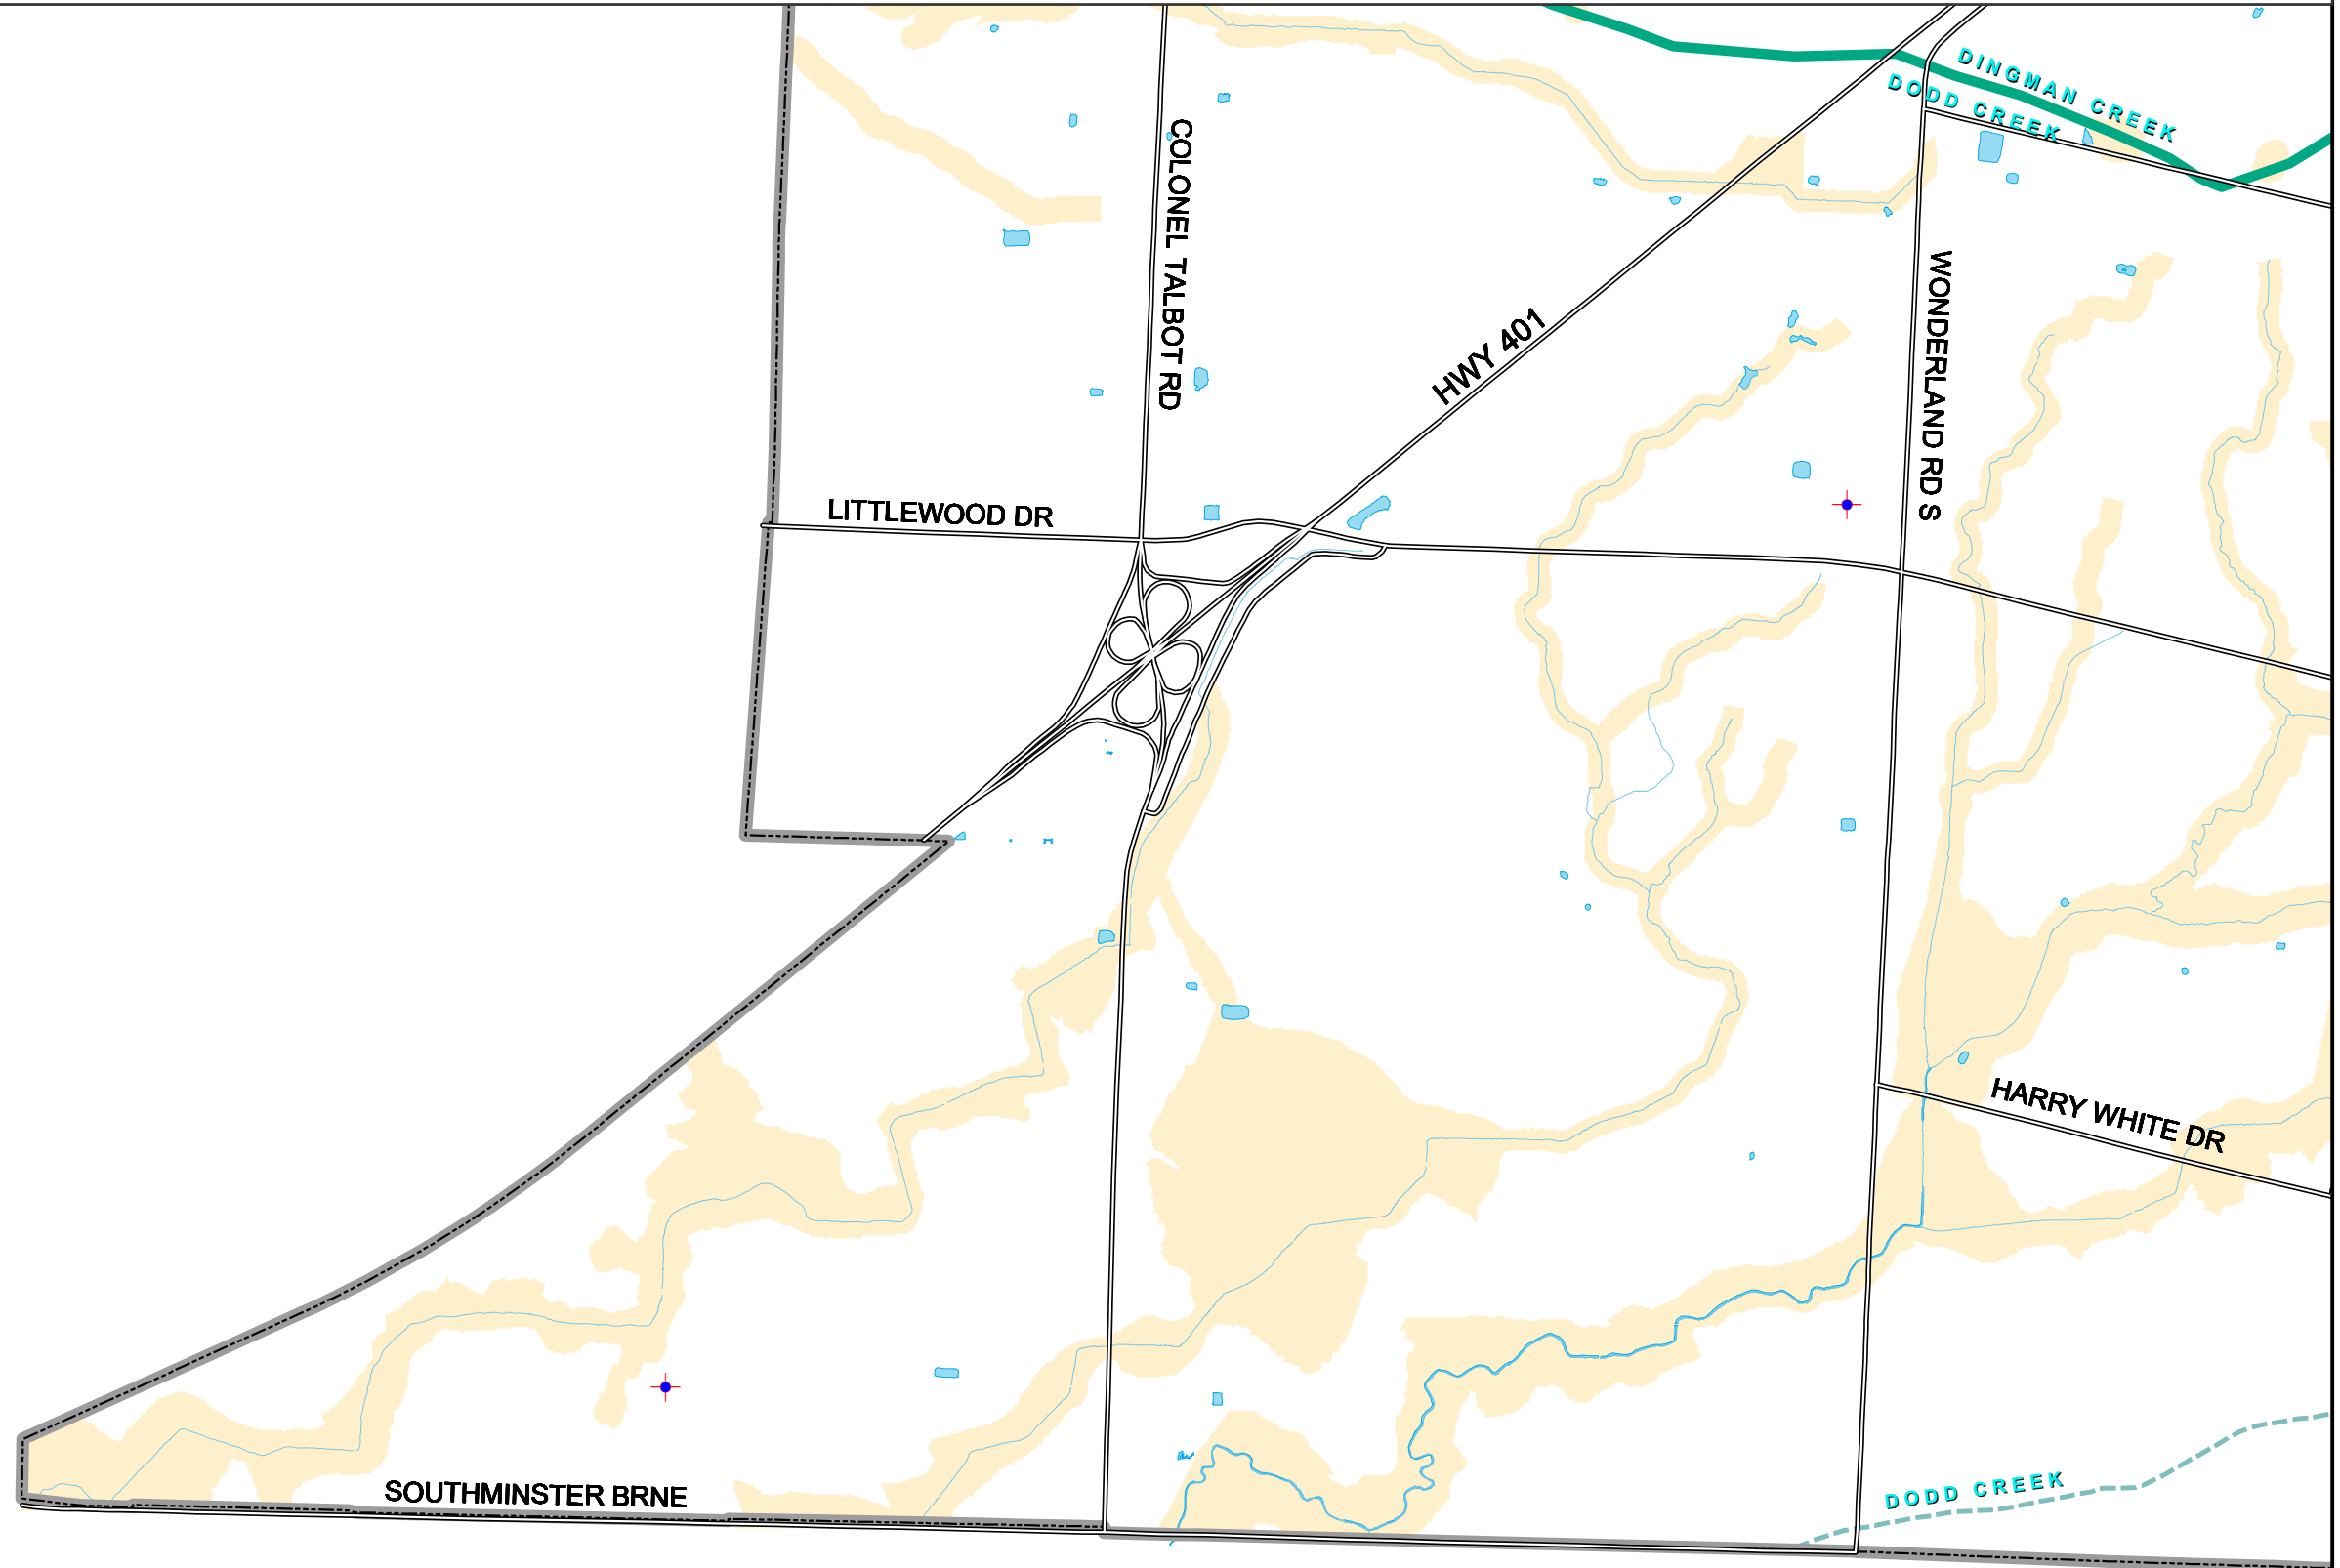 DINGMAN CREEK
DODD CREEK
COLONEL TALBOT RD
WONDERLAND RD S
HWY 401
LITTLEWOOD DR
HARRY WHITE DR
SOUTHMINSTER BRNE
DODD CREEK